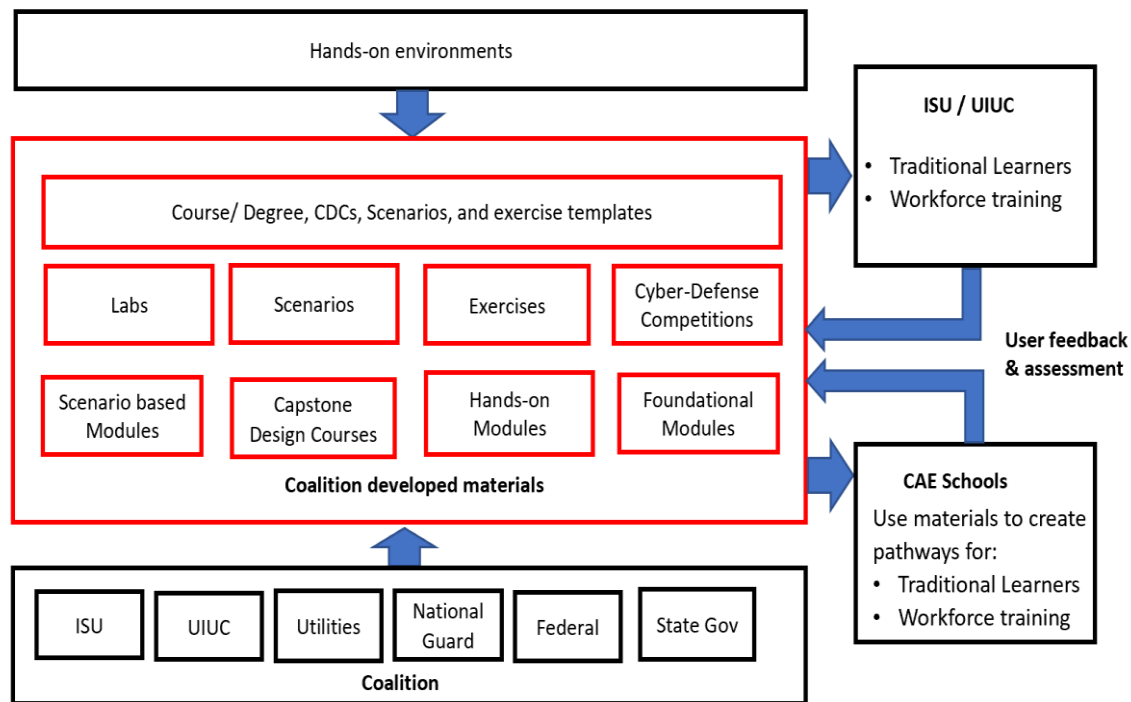 Hands-on environments
Course/ Degree, CDCs, Scenarios, and exercise templates
Labs
Scenarios
Exercises
Cyber-Defense
Competitions
Scenario based
Modules
Capstone
Design Courses
Hands-on
Modules
Foundational
Modules
Coalition developed materials
ISU
UIUC
Utilities
National
Guard
Federal
State Gov
Coalition
ISU / UIUC
• Traditional Learners
• Workforce training
User feedback
& assessment
CAE Schools
Use materials to create
pathways for:
• Traditional Learners
• Workforce training